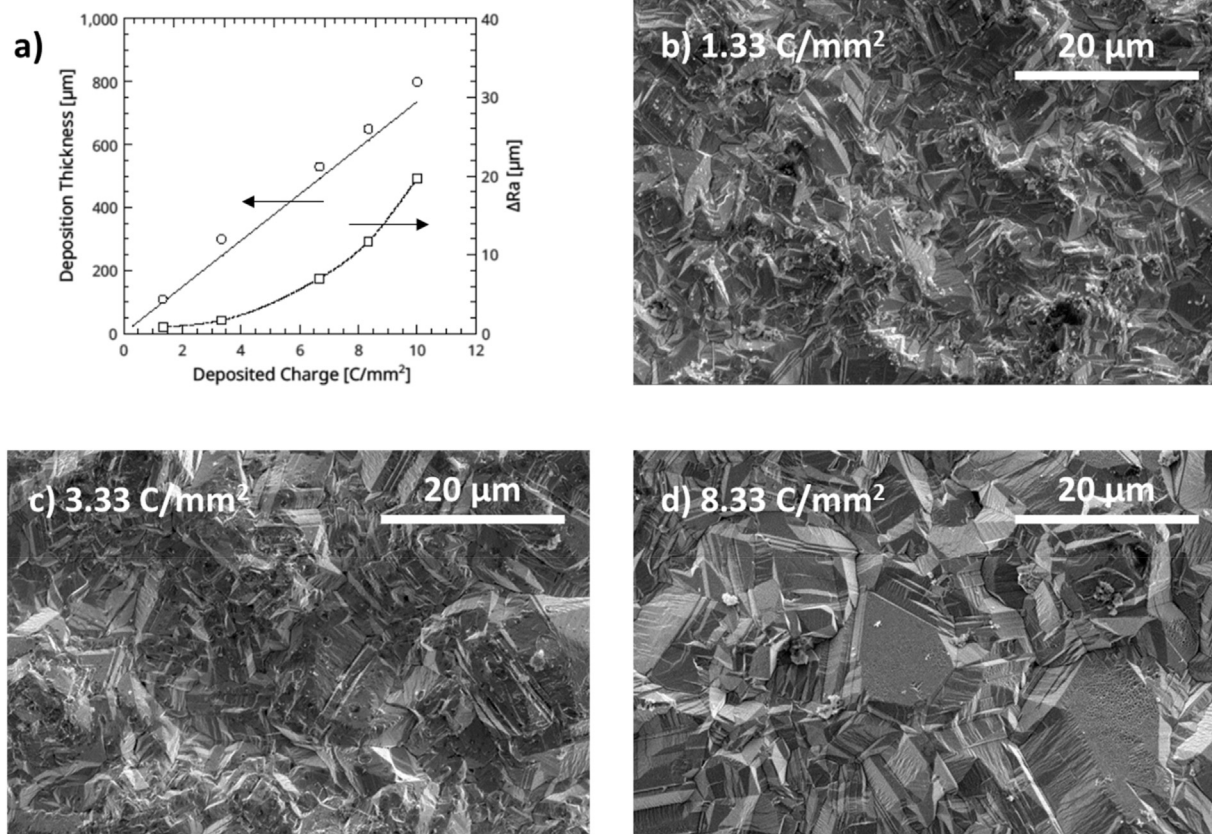 a)
1,000
800
600
400
200
0
Deposition Thickness [µm]
40
30
20
10
0
ΔRa [µm]
0 2 4 6 8 10 12
Deposited Charge [C/mm²]
b) 1.33 C/mm²
20 µm
c) 3.33 C/mm²
20 µm
d) 8.33 C/mm²
20 µm